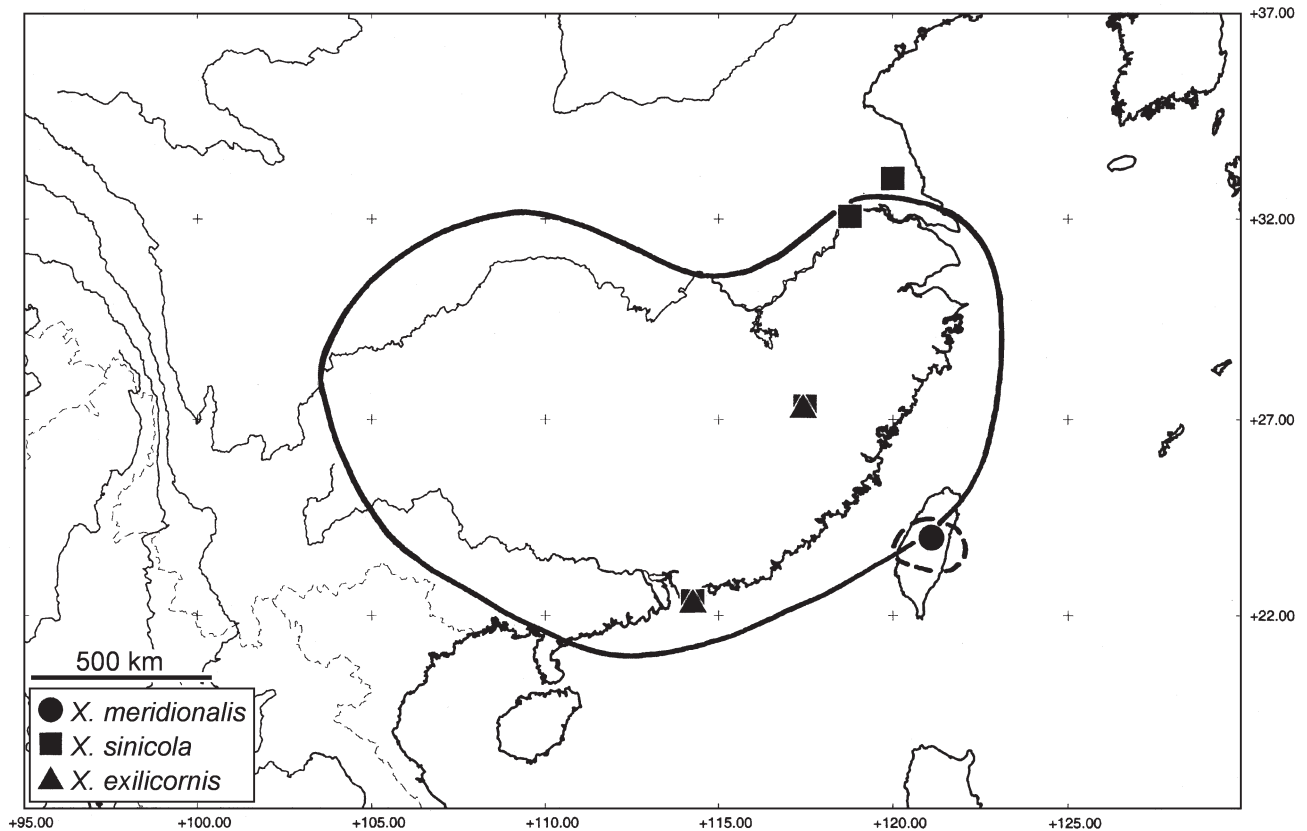 +37.00
+32.00
+27.00
+22.00
500 km
X. meridionalis
X. sinicola
X. exilicornis
+95.00 +100.00 +105.00 +110.00 +115.00 +120.00 +125.00